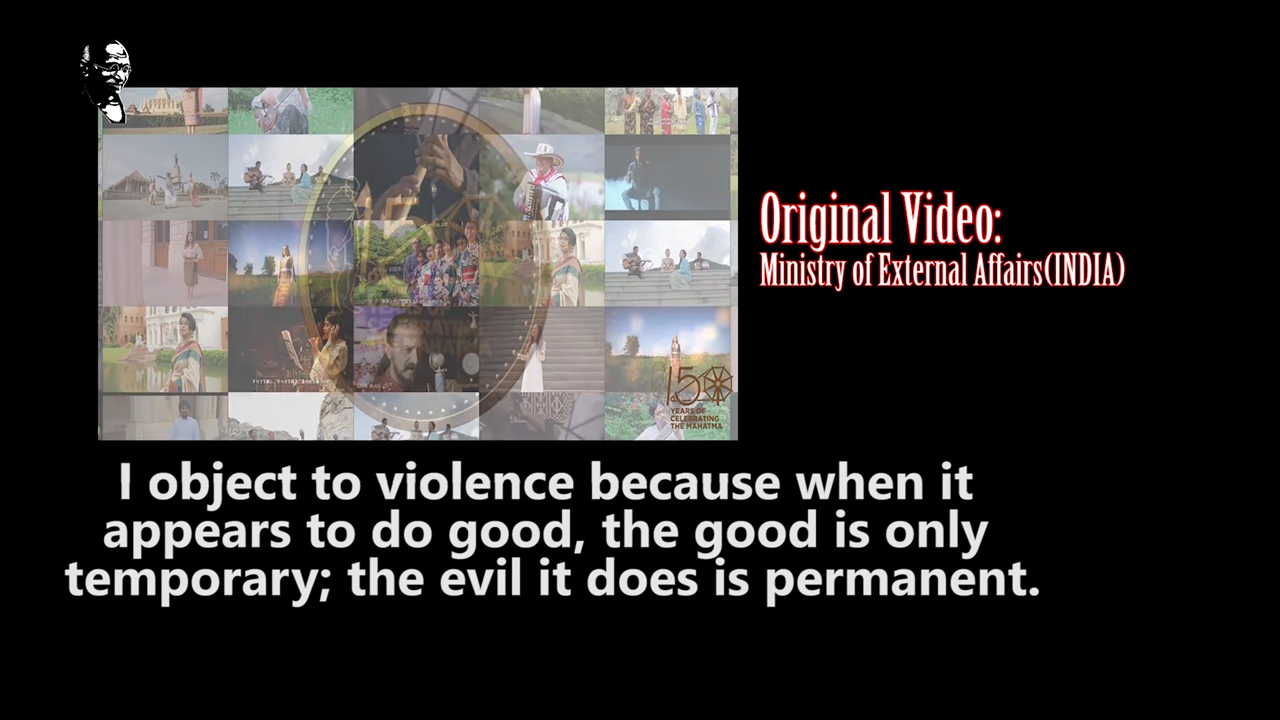 Original Video:
Ministry of External Affairs(INDIA)
150
YEARS OF
CELEBRATING
THE MAHATMA
I object to violence because when it
appears to do good, the good is only
temporary; the evil it does is permanent.